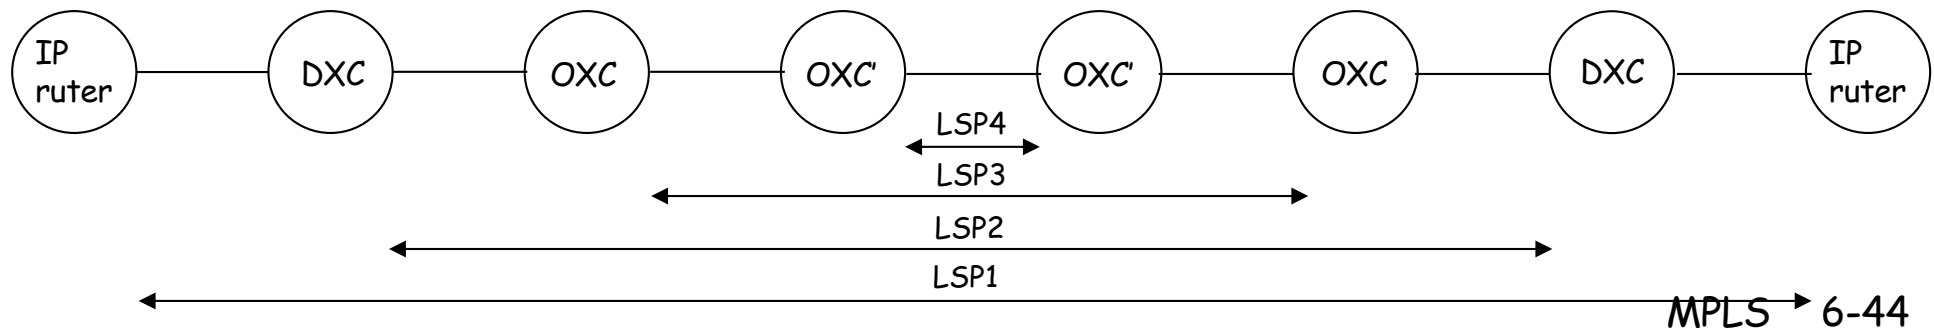 IP
ruter
DXC
OXC
OXC'
OXC'
OXC
DXC
IP
ruter
LSP4
LSP3
LSP2
LSP1
MPLS 6-44